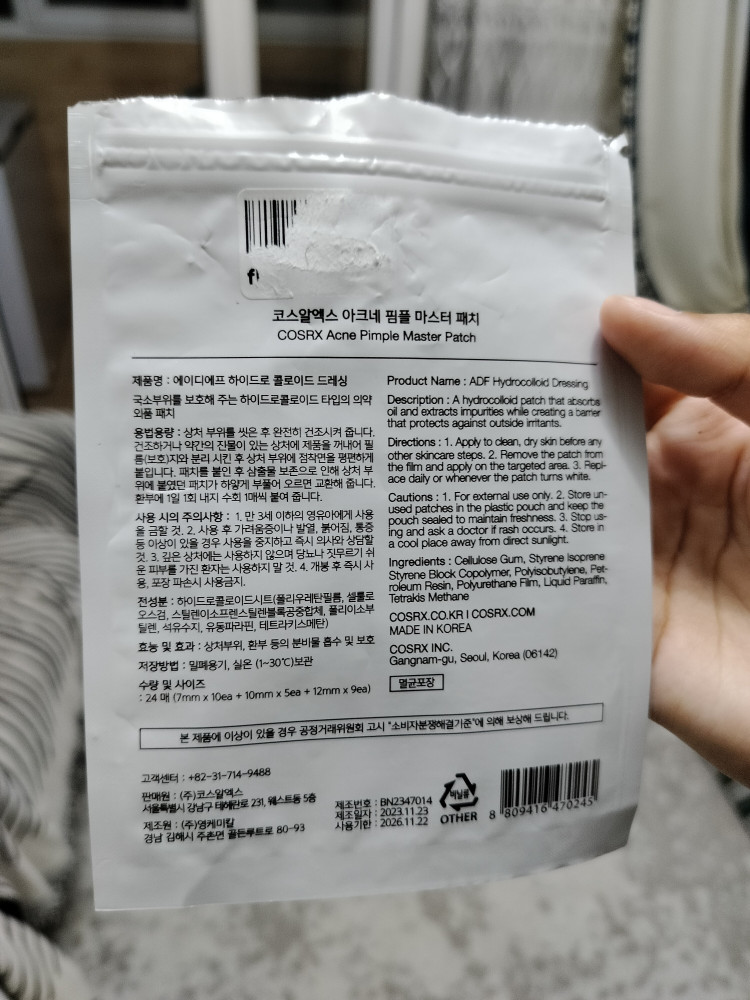 f
코스알엑스 아크네 핌플 마스터 패치
COSRX Acne Pimple Master Patch
제품명 : 에이디에프 하이드로 콜로이드 드레싱
국소부위를 보호해 주는 하이드로콜로이드 타입의 의약
외품 패치
용법용량 : 상처 부위를 씻은 후 완전히 건조시켜 줍니다.
건조하거나 약간의 진물이 있는 상처에 제품을 꺼내어 필
름(보호)지와 분리 시킨 후 상처 부위에 점착면을 평편하게
붙입니다. 패치를 붙인 후 삼출물 보존으로 인해 상처 부
위에 붙였던 패치가 하얗게 부풀어 오르면 교환해 줍니다.
환부에 1일 1회 내지 수회 1매씩 붙여 줍니다.
사용 시의 주의사항 : 1. 만 3세 이하의 영유아에게 사용
을 금할 것. 2. 사용 후 가려움증이나 발열, 붉어짐, 통증
등 이상이 있을 경우 사용을 중지하고 즉시 의사와 상담할
것. 3. 깊은 상처에는 사용하지 않으며 당뇨나 짓무르기 쉬
운 피부를 가진 환자는 사용하지 말 것. 4. 개봉 후 즉시 사
용, 포장 파손시 사용금지.
전성분 : 하이드로콜로이드시트(폴리우레탄필름, 셀룰로
오스검, 스틸렌이소프렌스틸렌블록공중합체, 폴리이소부
틸렌, 석유수지, 유동파라핀, 테트라키스메탄)
효능 및 효과 : 상처부위, 환부 등의 분비물 흡수 및 보호
저장방법 : 밀폐용기, 실온 (1~30℃)보관
수량 및 사이즈
: 24 매 (7mm x 10ea + 10mm x 5ea + 12mm x 9ea)
Product Name : ADF Hydrocolloid Dressing
Description : A hydrocolloid patch that absorbs
oil and extracts impurities while creating a barrier
that protects against outside irritants.
Directions : 1. Apply to clean, dry skin before any
other skincare steps. 2. Remove the patch from
the film and apply on the targeted area. 3. Repl-
ace daily or whenever the patch turns white.
Cautions : 1. For external use only. 2. Store un-
used patches in the plastic pouch and keep the
pouch sealed to maintain freshness. 3. Stop us-
ing and ask a doctor if rash occurs. 4. Store in
a cool place away from direct sunlight.
Ingredients : Cellulose Gum, Styrene Isoprene
Styrene Block Copolymer, Polyisobutylene, Pet-
roleum Resin, Polyurethane Film, Liquid Paraffin,
Tetrakis Methane
COSRX.CO.KR I COSRX.COM
MADE IN KOREA
COSRX INC.
Gangnam-gu, Seoul, Korea (06142)
멸균포장
본 제품에 이상이 있을 경우 공정거래위원회 고시 "소비자분쟁해결기준"에 의해 보상해 드립니다.
고객센터 : +82-31-714-9488
판매원 : (주)코스알엑스
서울특별시 강남구 테헤란로 231, 웨스트동 5층
제조원 : (주)영케미칼
경남 김해시 주촌면 골든루트로 80-93
제조번호 : BN2347014
제조일자 : 2023.11.23
사용기한 : 2026.11.22
비닐류
OTHER
8 809416 470245